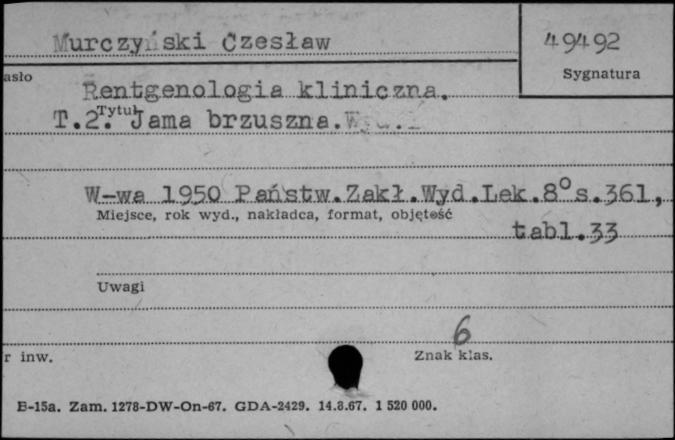 Murczyński Czesław
49492
asło
Sygnatura
Rentgenologia kliniczna.
Tytuł
T.2. Jama brzuszna.
W-wa 1950 Państw.Zakł.Wyd.Lek.8° s.361,
Miejsce, rok wyd., nakładca, format, objętość
tabl.33
Uwagi
6
r inw.
Znak klas.
E-15a. Zam. 1278-DW-On-67. GDA-2429. 14.8.67. 1 520 000.